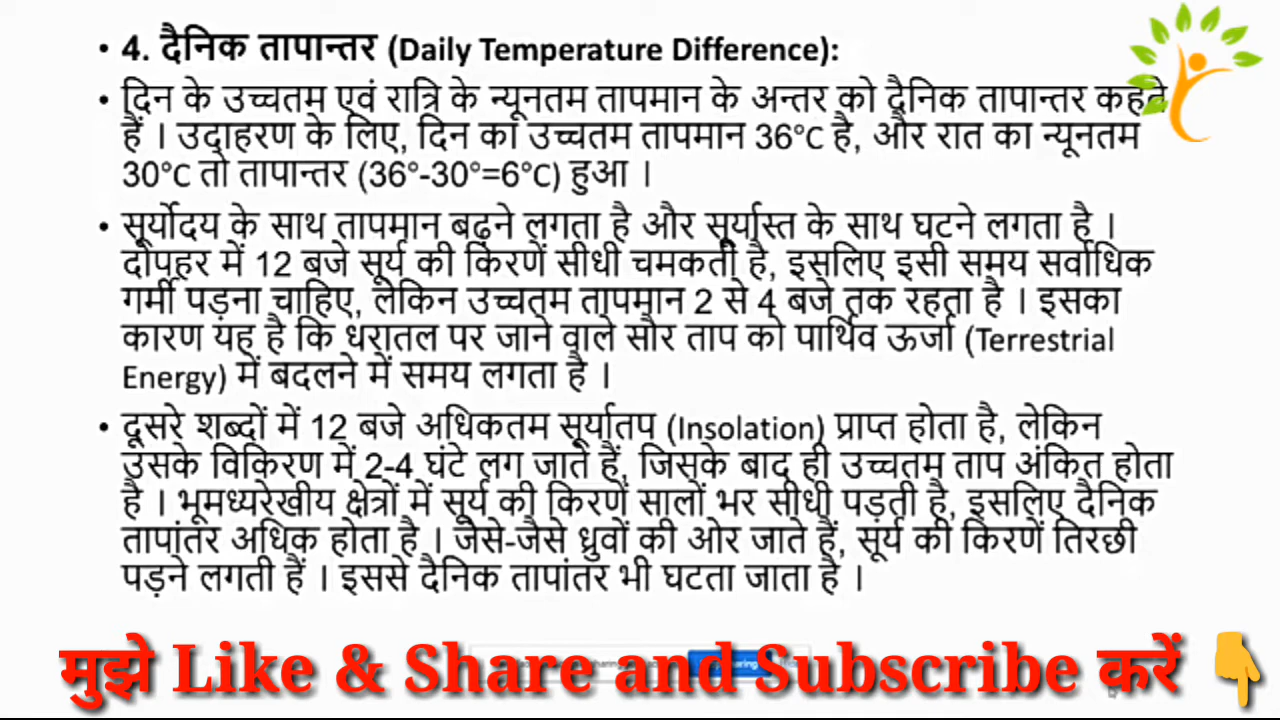 • 4. दैनिक तापान्तर (Daily Temperature Difference):
• दिन के उच्चतम एवं रात्रि के न्यूनतम तापमान के अन्तर को दैनिक तापान्तर कहते
हैं । उदाहरण के लिए, दिन का उच्चतम तापमान 36°C है, और रात का न्यूनतम
30°C तो तापान्तर (36°-30°=6°C) हुआ ।
• सूर्योदय के साथ तापमान बढ़ने लगता है और सूर्यास्त के साथ घटने लगता है ।
दोपहर में 12 बजे सूर्य की किरणें सीधी चमकती है, इसलिए इसी समय सर्वाधिक
गर्मी पड़ना चाहिए, लेकिन उच्चतम तापमान 2 से 4 बजे तक रहता है । इसका
कारण यह है कि धरातल पर जाने वाले सौर ताप को पार्थिव ऊर्जा (Terrestrial
Energy) में बदलने में समय लगता है ।
• दूसरे शब्दों में 12 बजे अधिकतम सूर्यातप (Insolation) प्राप्त होता है, लेकिन
उसके विकिरण में 2-4 घंटे लग जाते हैं, जिसके बाद ही उच्चतम ताप अंकित होता
है । भूमध्यरेखीय क्षेत्रों में सूर्य की किरणें सालों भर सीधी पड़ती है, इसलिए दैनिक
तापांतर अधिक होता है । जैसे-जैसे ध्रुवों की ओर जाते हैं, सूर्य की किरणें तिरछी
पड़ने लगती हैं । इससे दैनिक तापांतर भी घटता जाता है ।
मुझे Like & Share and Subscribe करें